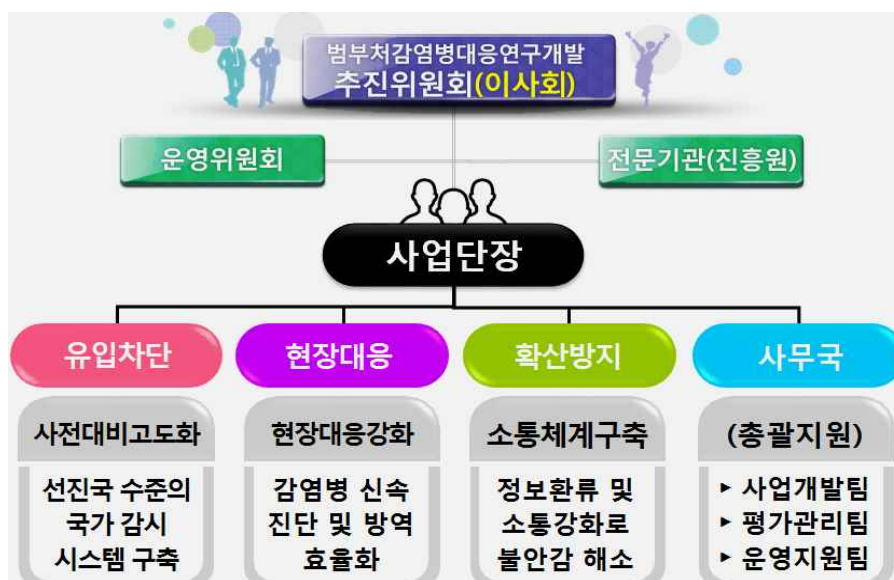 범부처감염병대응연구개발
추진위원회(이사회)
운영위원회
전문기관(진흥원)
사업단장
유입차단
현장대응
확산방지
사무국
사전대비고도화
선진국 수준의
국가 감시
시스템 구축
현장대응강화
감염병 신속
진단 및 방역
효율화
소통체계구축
정보환류 및
소통강화로
불안감 해소
(총괄지원)
▸ 사업개발팀
▸ 평가관리팀
▸ 운영지원팀